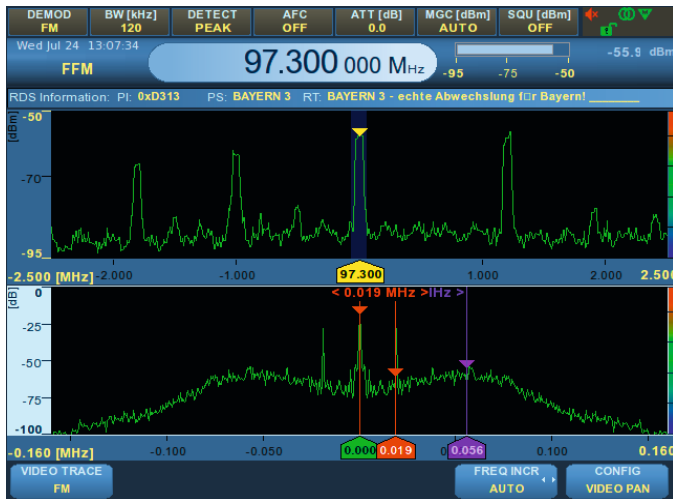 DEMOD BW [kHz] DETECT AFC ATT [dB] MGC [dBm] SQU [dBm]
FM 120 PEAK OFF 0.0 AUTO OFF
Wed Jul 24 13:07:34
FFM
97.300 000 MHz
-55.9 dBm
-95 -75 -50
RDS Information: PI: 0xD313 PS: BAYERN 3 RT: BAYERN 3 - echte Abwechslung f□r Bayern! _______
[dBm]
-50
-70
-95
-2.500 [MHz] -2.000 -1.000 97.300 1.000 2.000 2.500
< 0.019 MHz >IHz >
[dB]
0
-25
-50
-75
-100
-0.160 [MHz] -0.100 -0.050 0.000 0.019 0.056 0.100 0.160
VIDEO TRACE FREQ INCR CONFIG
FM AUTO VIDEO PAN